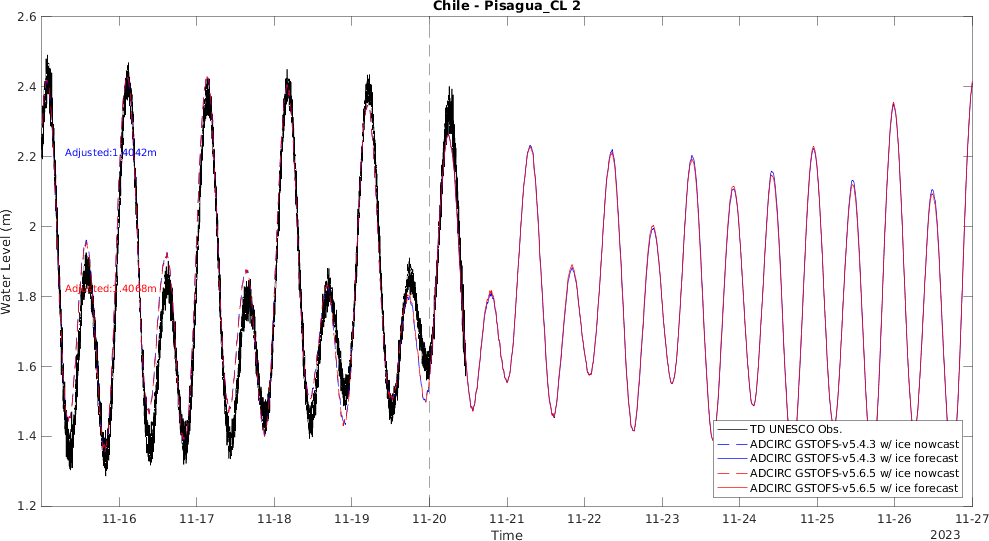 Chile - Pisagua_CL 2
Water Level (m)
2.6
2.4
2.2
2
1.8
1.6
1.4
1.2
Adjusted:1.4042m
Adjusted:1.4068m
TD UNESCO Obs.
ADCIRC GSTOFS-v5.4.3 w/ ice nowcast
ADCIRC GSTOFS-v5.4.3 w/ ice forecast
ADCIRC GSTOFS-v5.6.5 w/ ice nowcast
ADCIRC GSTOFS-v5.6.5 w/ ice forecast
11-16 11-17 11-18 11-19 11-20 11-21 11-22 11-23 11-24 11-25 11-26 11-27
Time
2023